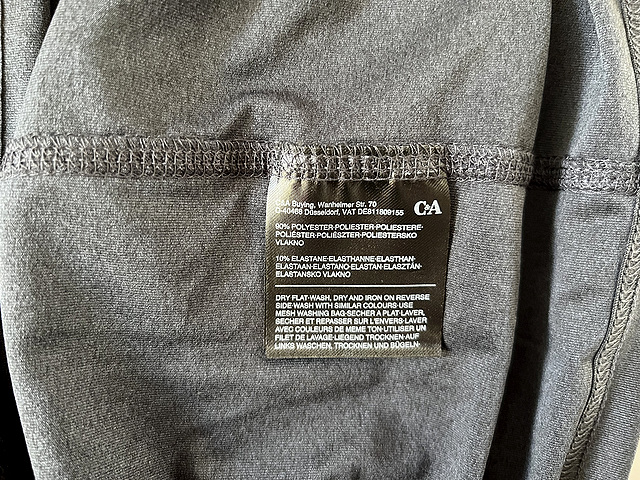 C&A Buying, Wanheimer Str. 70
D-40468 Düsseldorf, VAT DE811809155
C&A
90% POLYESTER·POLYESTER·POLIESTERE·
POLIÉSTER·POLIÉSZTER·POLIESTERSKO
VLAKNO
10% ELASTANE·ELASTHANNE·ELASTHAN·
ELASTAAN·ELASTANO·ELASTAN·ELASZTÁN·
ELASTANSKO VLAKNO
DRY FLAT·WASH, DRY AND IRON ON REVERSE
SIDE·WASH WITH SIMILAR COLOURS·USE
MESH WASHING BAG·SECHER A PLAT·LAVER,
SECHER ET REPASSER SUR L'ENVERS·LAVER
AVEC COULEURS DE MEME TON·UTILISER UN
FILET DE LAVAGE·LIEGEND TROCKNEN·AUF
LINKS WASCHEN, TROCKNEN UND BÜGELN·